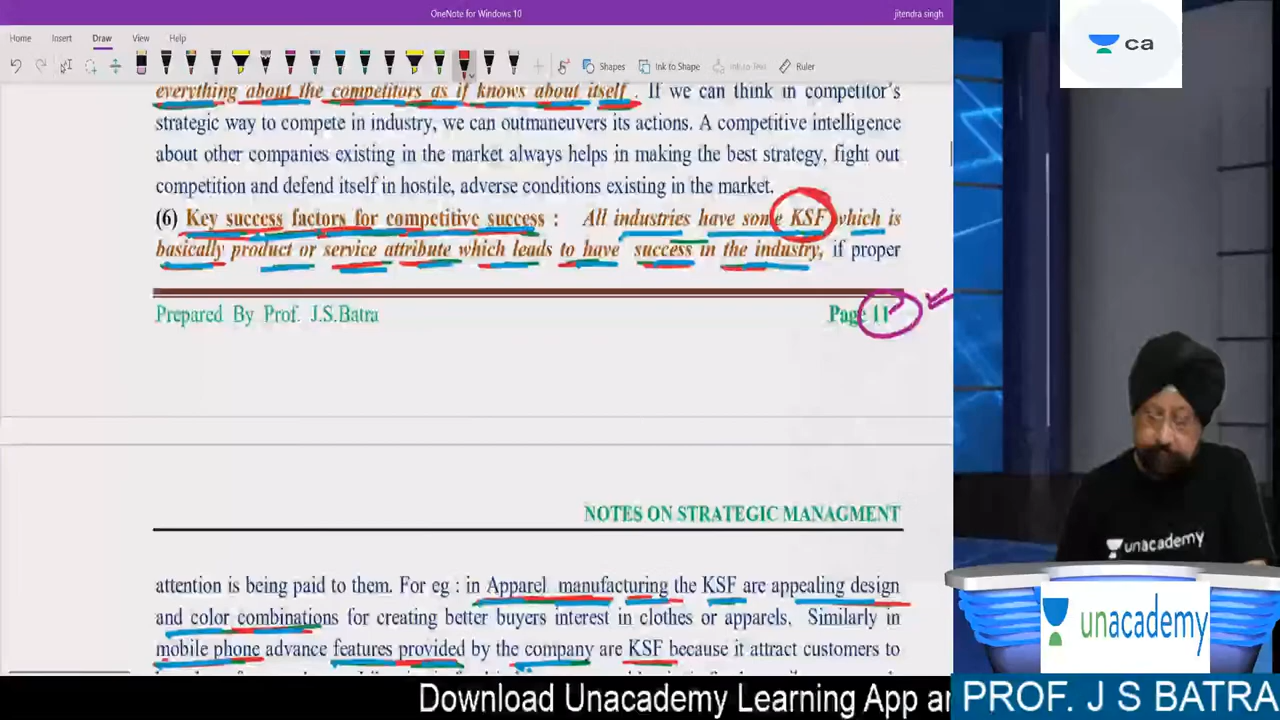 OneNote for Windows 10
jitendra singh
Home Insert Draw View Help
Shapes Ink to Shape Ink to Text Ruler
ca
everything about the competitors as if knows about itself . If we can think in competitor's
strategic way to compete in industry, we can outmaneuvers its actions. A competitive intelligence
about other companies existing in the market always helps in making the best strategy, fight out
competition and defend itself in hostile, adverse conditions existing in the market.
(6) Key success factors for competitive success : All industries have some KSF which is
basically product or service attribute which leads to have success in the industry, if proper
Prepared By Prof. J.S.Batra
Page 11
NOTES ON STRATEGIC MANAGMENT
attention is being paid to them. For eg : in Apparel manufacturing the KSF are appealing design
and color combinations for creating better buyers interest in clothes or apparels. Similarly in
mobile phone advance features provided by the company are KSF because it attract customers to
unacademy
unacademy
Download Unacademy Learning App an
PROF. J S BATRA